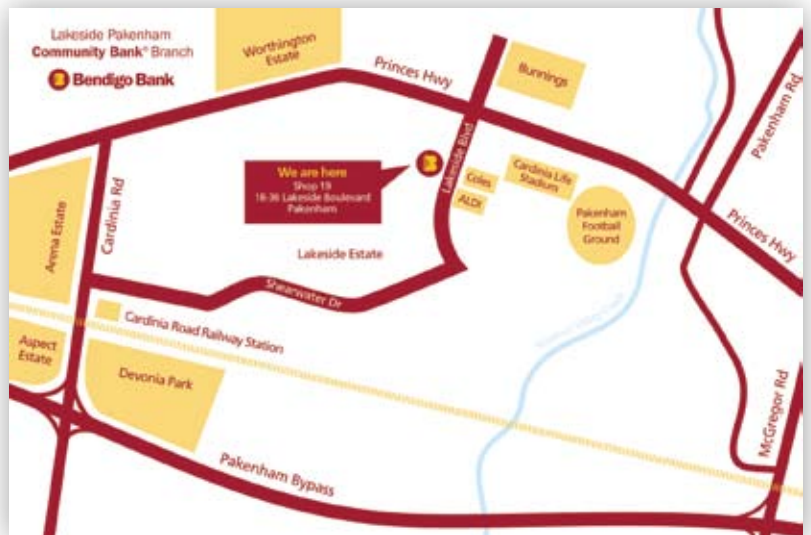 Lakeside Pakenham
Community Bank® Branch
Bendigo Bank
Worthington
Estate
Princes Hwy
Bunnings
Pakenham Rd
Lakeside Blvd
We are here
Shop 19
18-36 Lakeside Boulevard
Pakenham
Coles
ALDI
Cardinia Life
Stadium
Pakenham
Football
Ground
Princes Hwy
Arena Estate
Cardinia Rd
Lakeside Estate
Shearwater Dr
Cardinia Road Railway Station
Aspect
Estate
Devonia Park
McGregor Rd
Pakenham Bypass